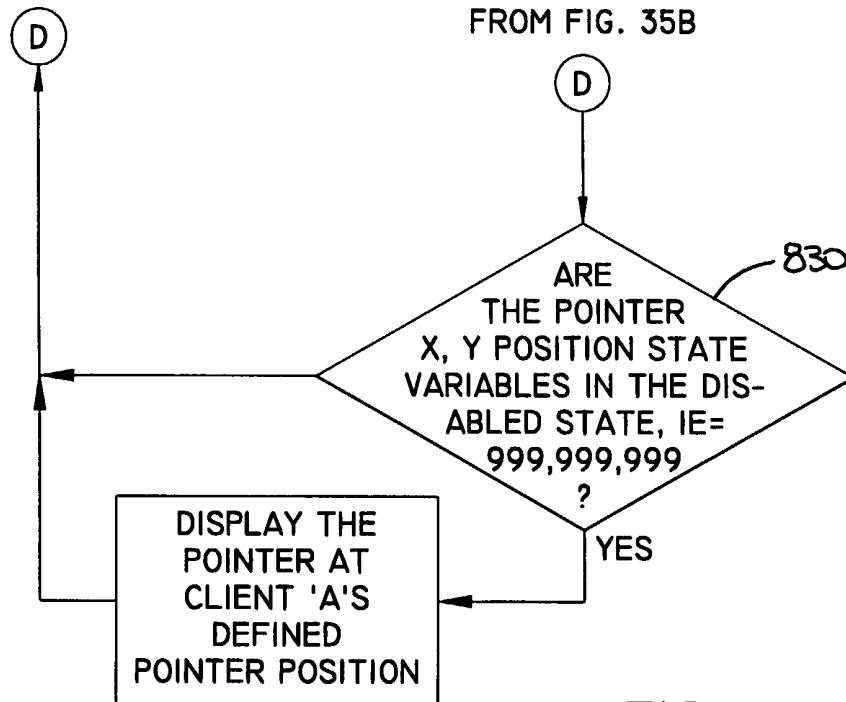 D
FROM FIG. 35B
D
830
ARE
THE POINTER
X, Y POSITION STATE
VARIABLES IN THE DIS-
ABLED STATE, IE=
999,999,999
?
YES
DISPLAY THE
POINTER AT
CLIENT 'A'S
DEFINED
POINTER POSITION